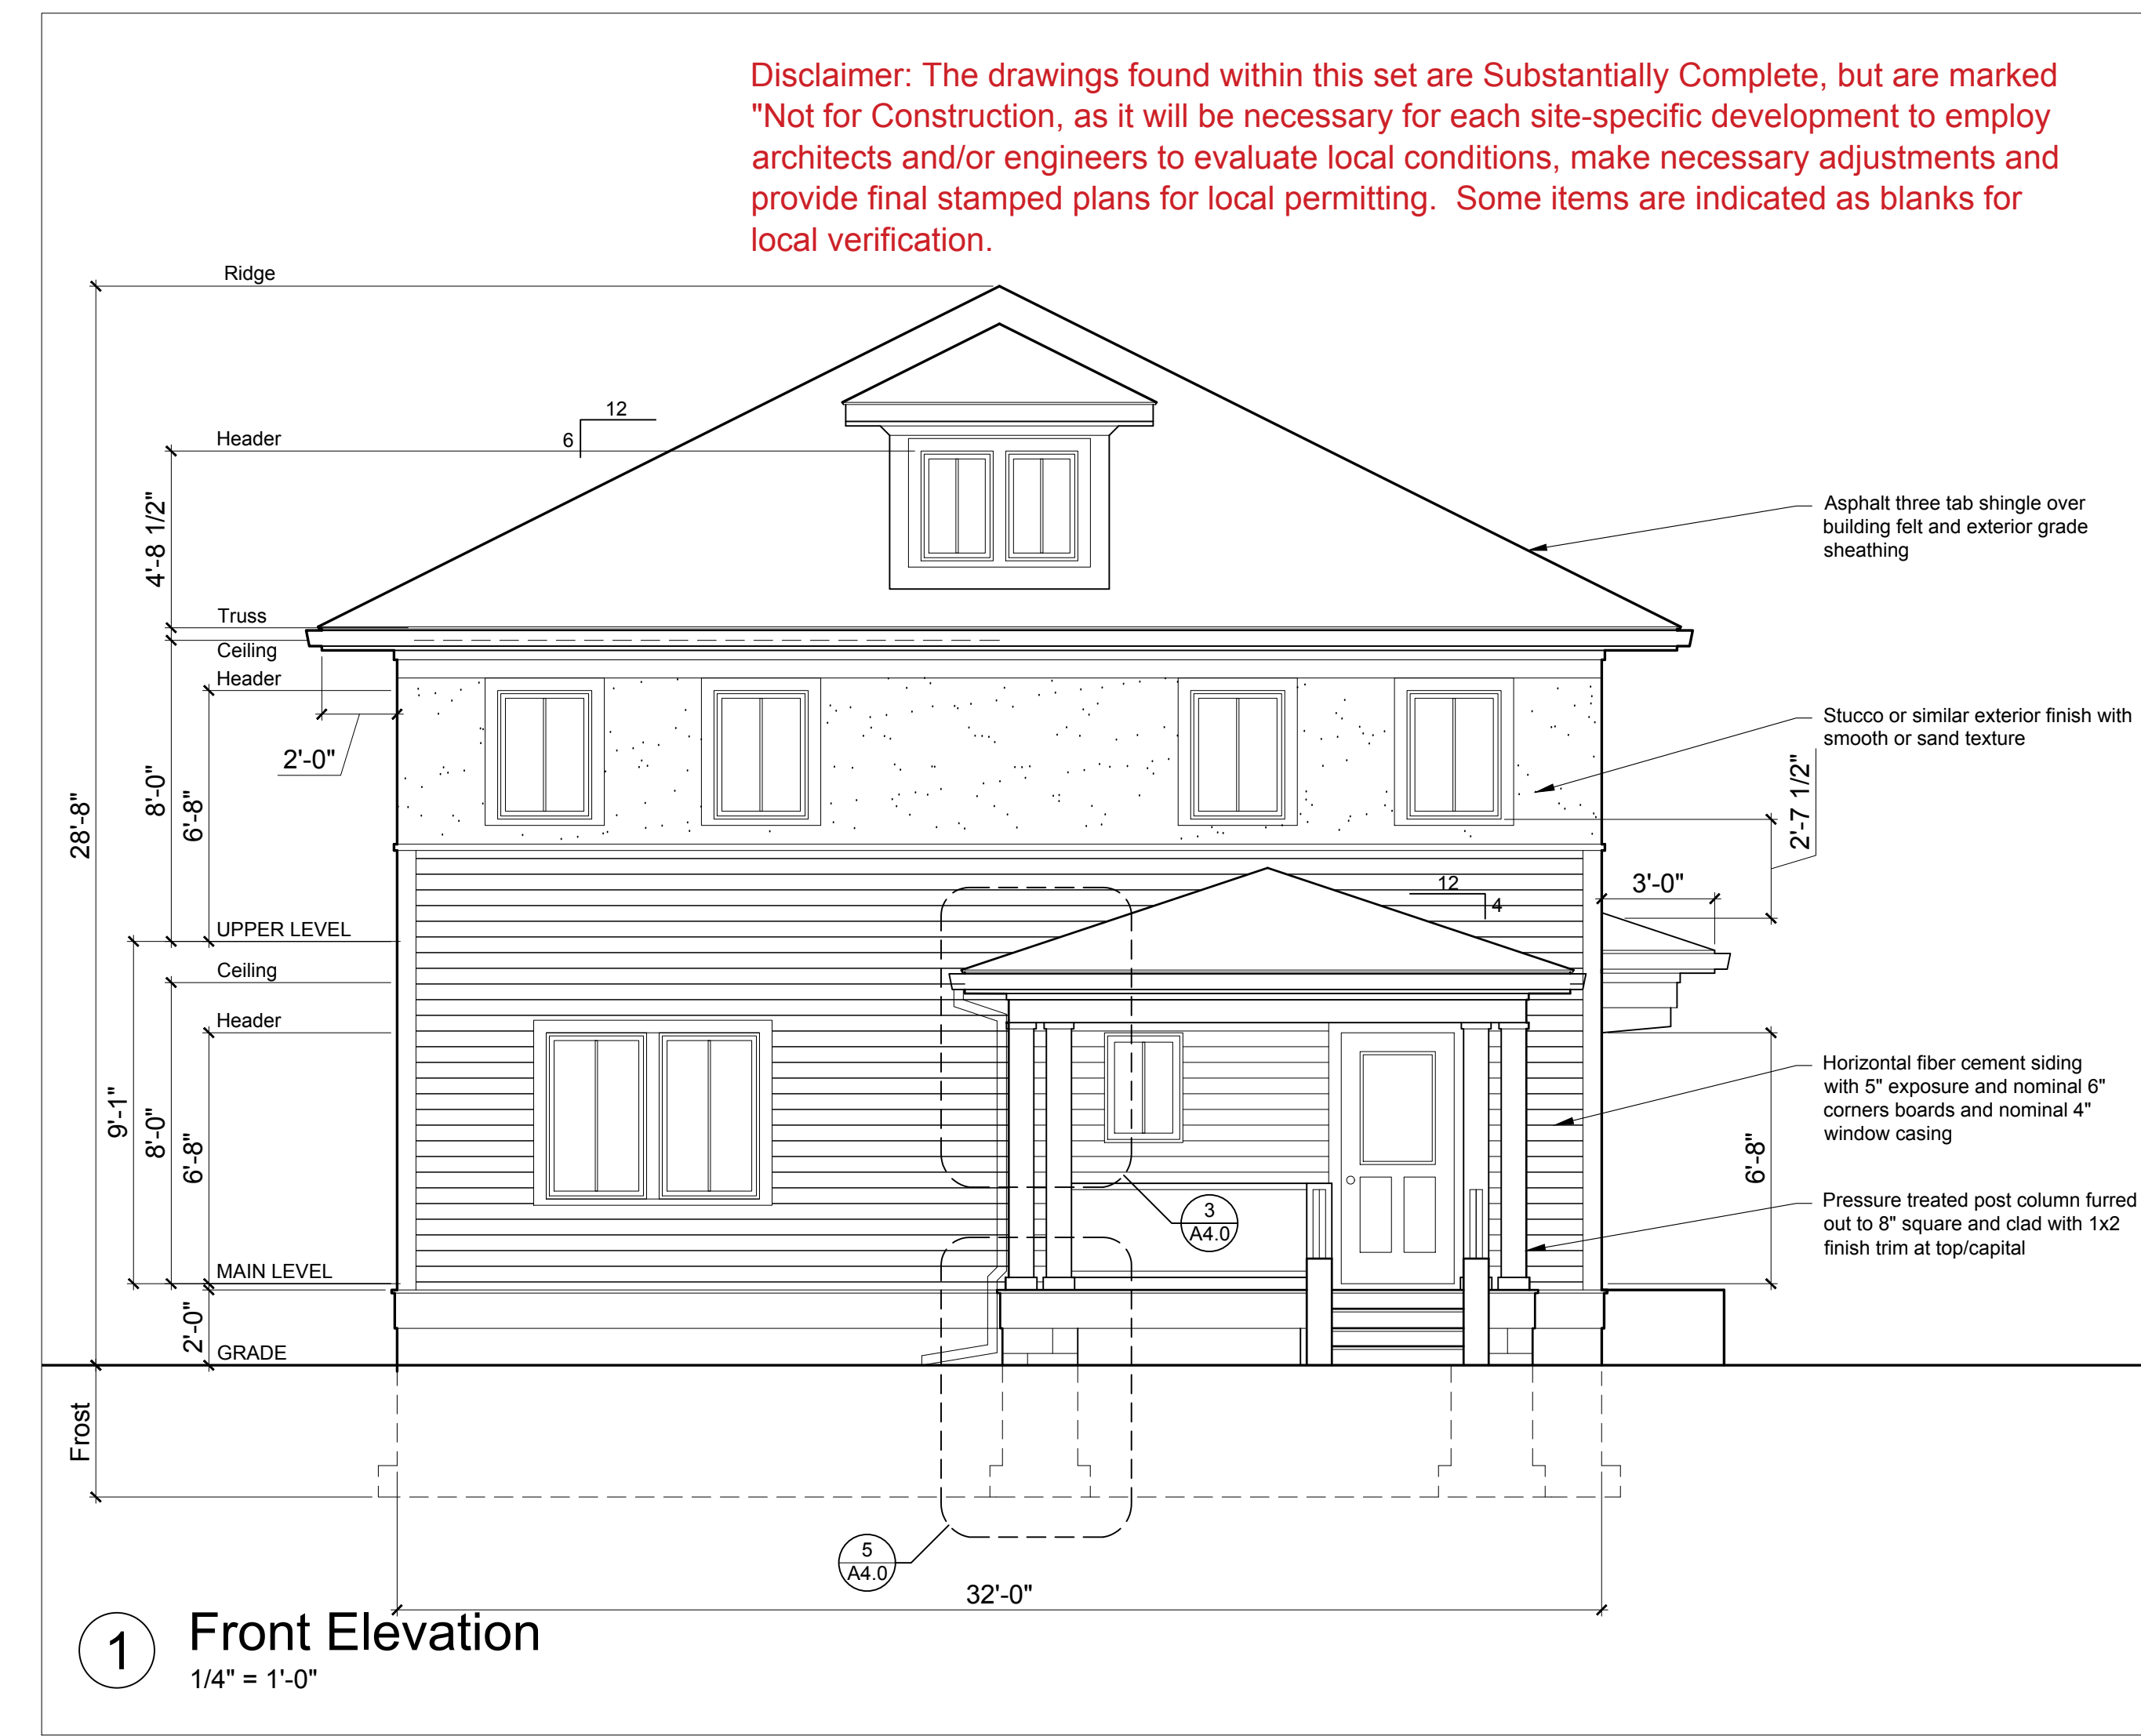 Disclaimer: The drawings found within this set are Substantially Complete, but are marked
"Not for Construction, as it will be necessary for each site-specific development to employ
architects and/or engineers to evaluate local conditions, make necessary adjustments and
provide final stamped plans for local permitting.  Some items are indicated as blanks for
local verification.
Ridge
12
6
Header
4'-8 1/2"
Asphalt three tab shingle over
building felt and exterior grade
sheathing
Truss
Ceiling
Header
2'-0"
8'-0"
6'-8"
28'-8"
Stucco or similar exterior finish with
smooth or sand texture
2'-7 1/2"
12
4
3'-0"
UPPER LEVEL
Ceiling
Header
9'-1"
8'-0"
6'-8"
Horizontal fiber cement siding
with 5" exposure and nominal 6"
corners boards and nominal 4"
window casing
6'-8"
3
A4.0
Pressure treated post column furred
out to 8" square and clad with 1x2
finish trim at top/capital
MAIN LEVEL
2'-0"
GRADE
Frost
5
A4.0
32'-0"
1
Front Elevation
1/4" = 1'-0"